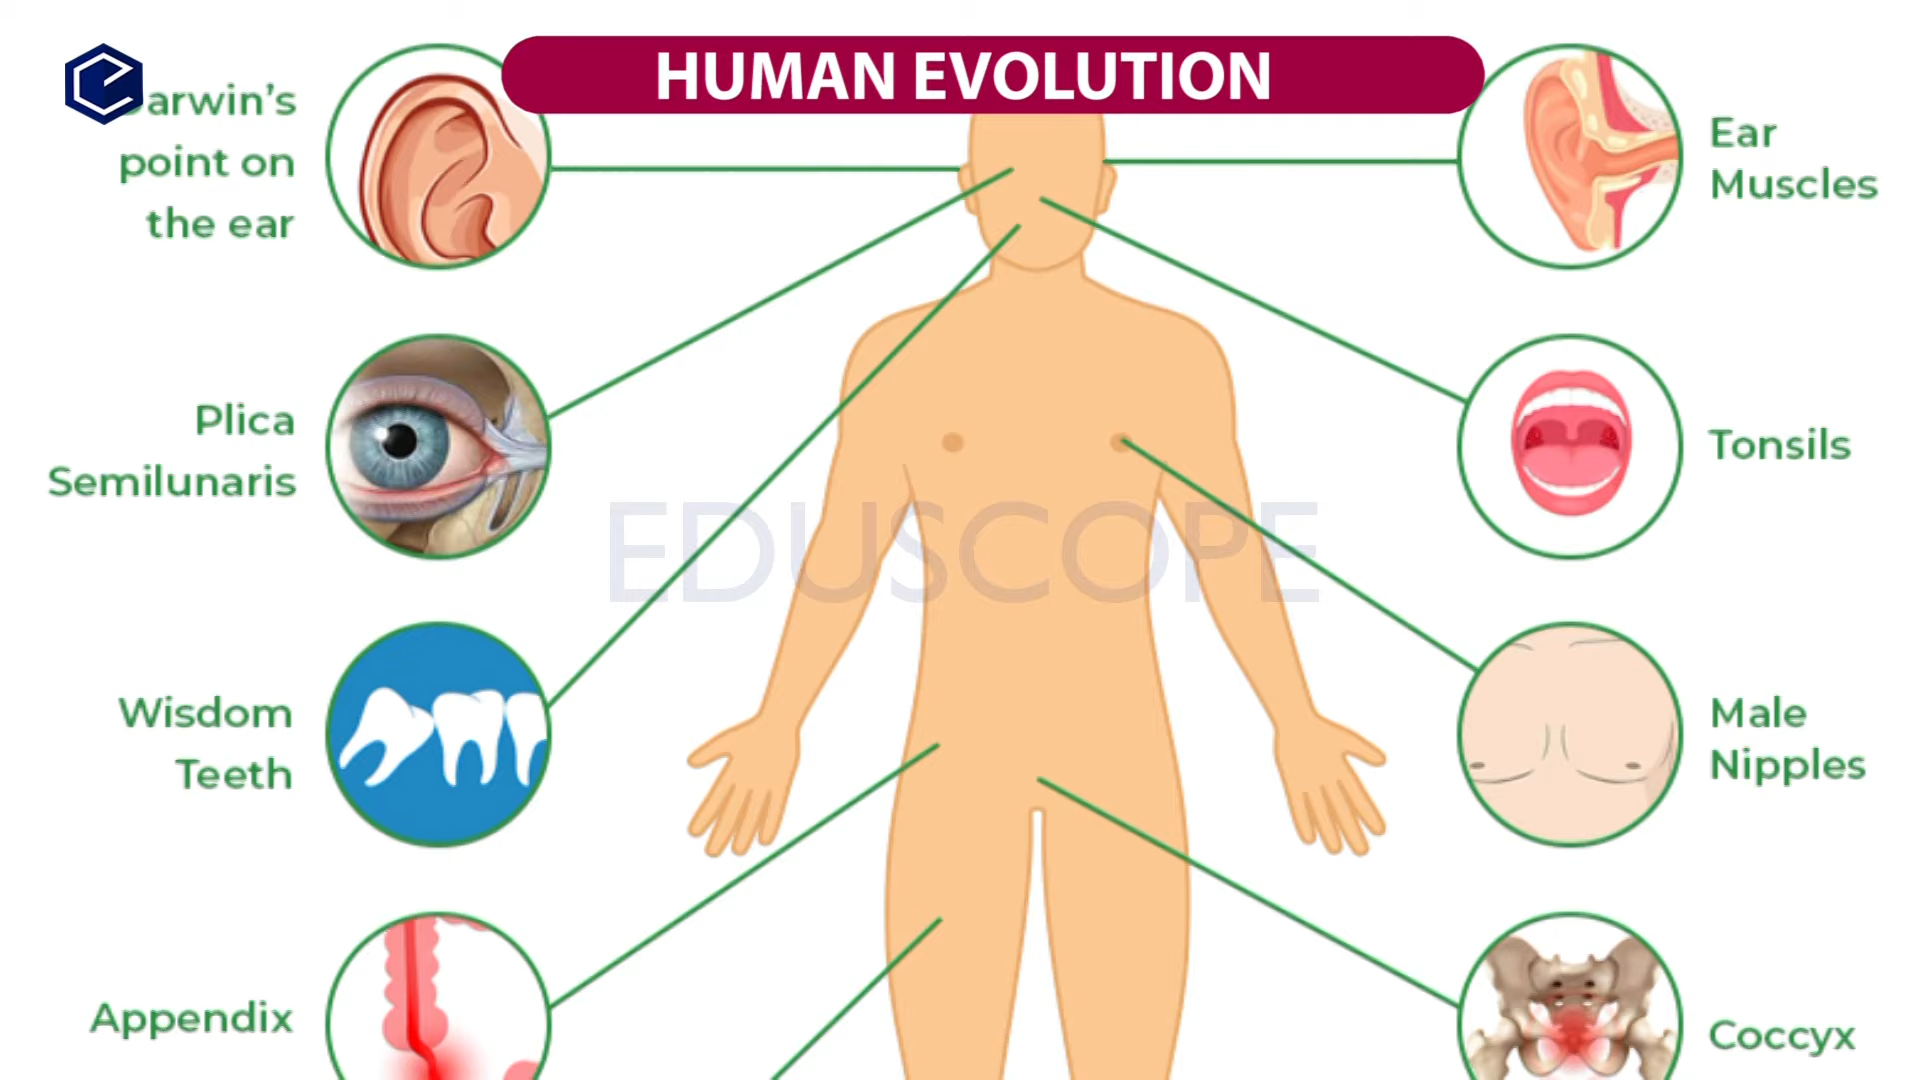 HUMAN EVOLUTION
arwin's
point on
the ear
Ear
Muscles
Plica
Semilunaris
Tonsils
EDUSCOPE
Wisdom
Teeth
Male
Nipples
Appendix
Coccyx